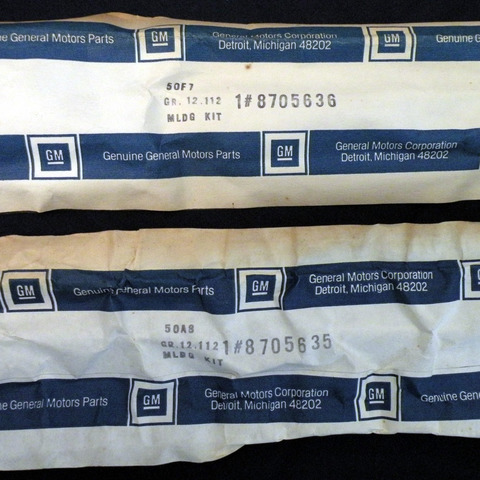 ne General Motors Parts GM General Motors Corporation GM Genuine G
Detroit, Michigan 48202
50F7
GR. 12.112 1#8705636
MLDG KIT
GM Genuine General Motors Parts GM General Motors Corporation
Detroit, Michigan 48202
GM Genuine General Motors Parts GM General Motors Corporation
Detroit, Michigan 48202
50A8
GR. 12.112 1#8705635
MLDG KIT
ne General Motors Parts GM General Motors Corporation GM Genuine Gene
Detroit, Michigan 48202